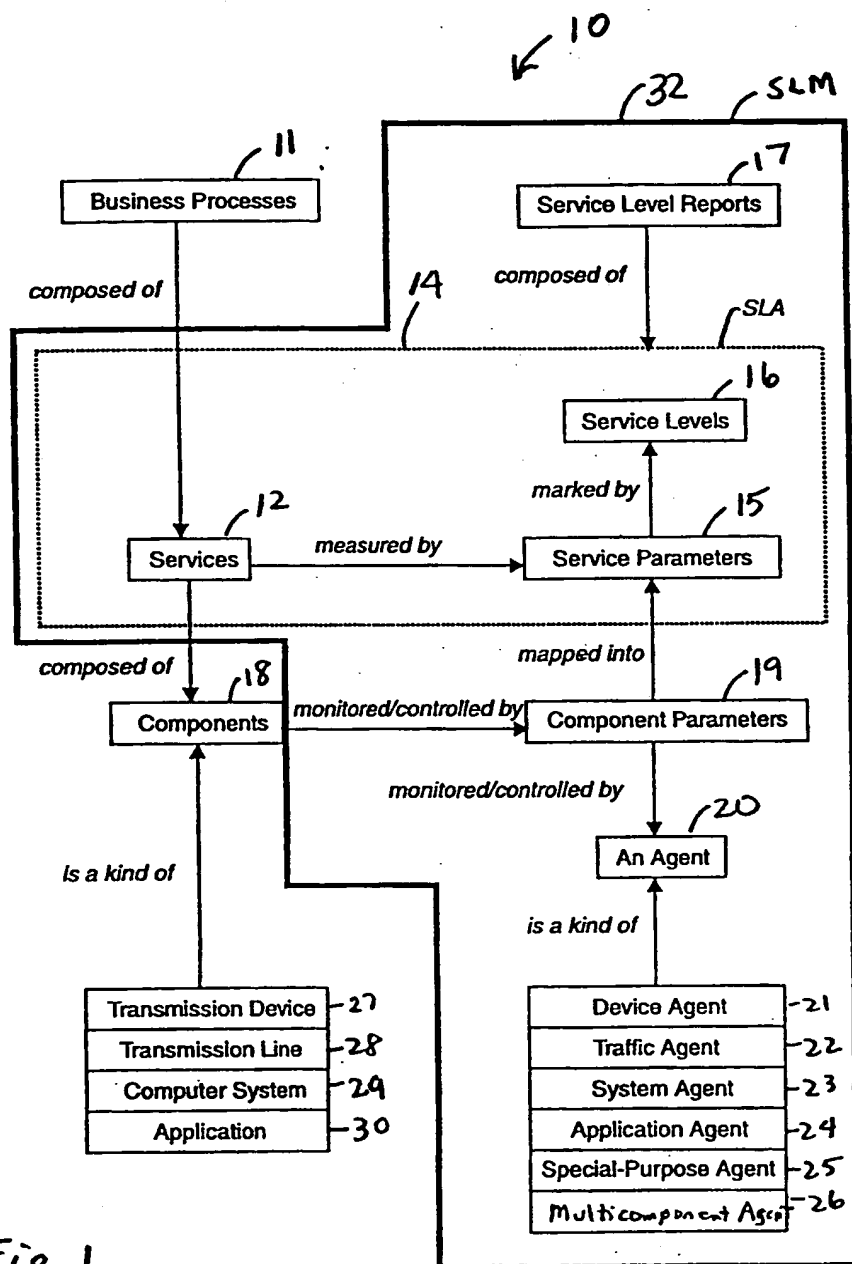 10
32
SLM
11
17
Business Processes
Service Level Reports
composed of
composed of
14
SLA
16
Service Levels
marked by
12
15
Services
measured by
Service Parameters
composed of
mapped into
18
19
Components
monitored/controlled by
Component Parameters
monitored/controlled by
20
An Agent
is a kind of
is a kind of
Transmission Device
27
Transmission Line
28
Computer System
29
Application
30
Device Agent
21
Traffic Agent
22
System Agent
23
Application Agent
24
Special-Purpose Agent
25
Multicomponent Agent
26
Fig. 1